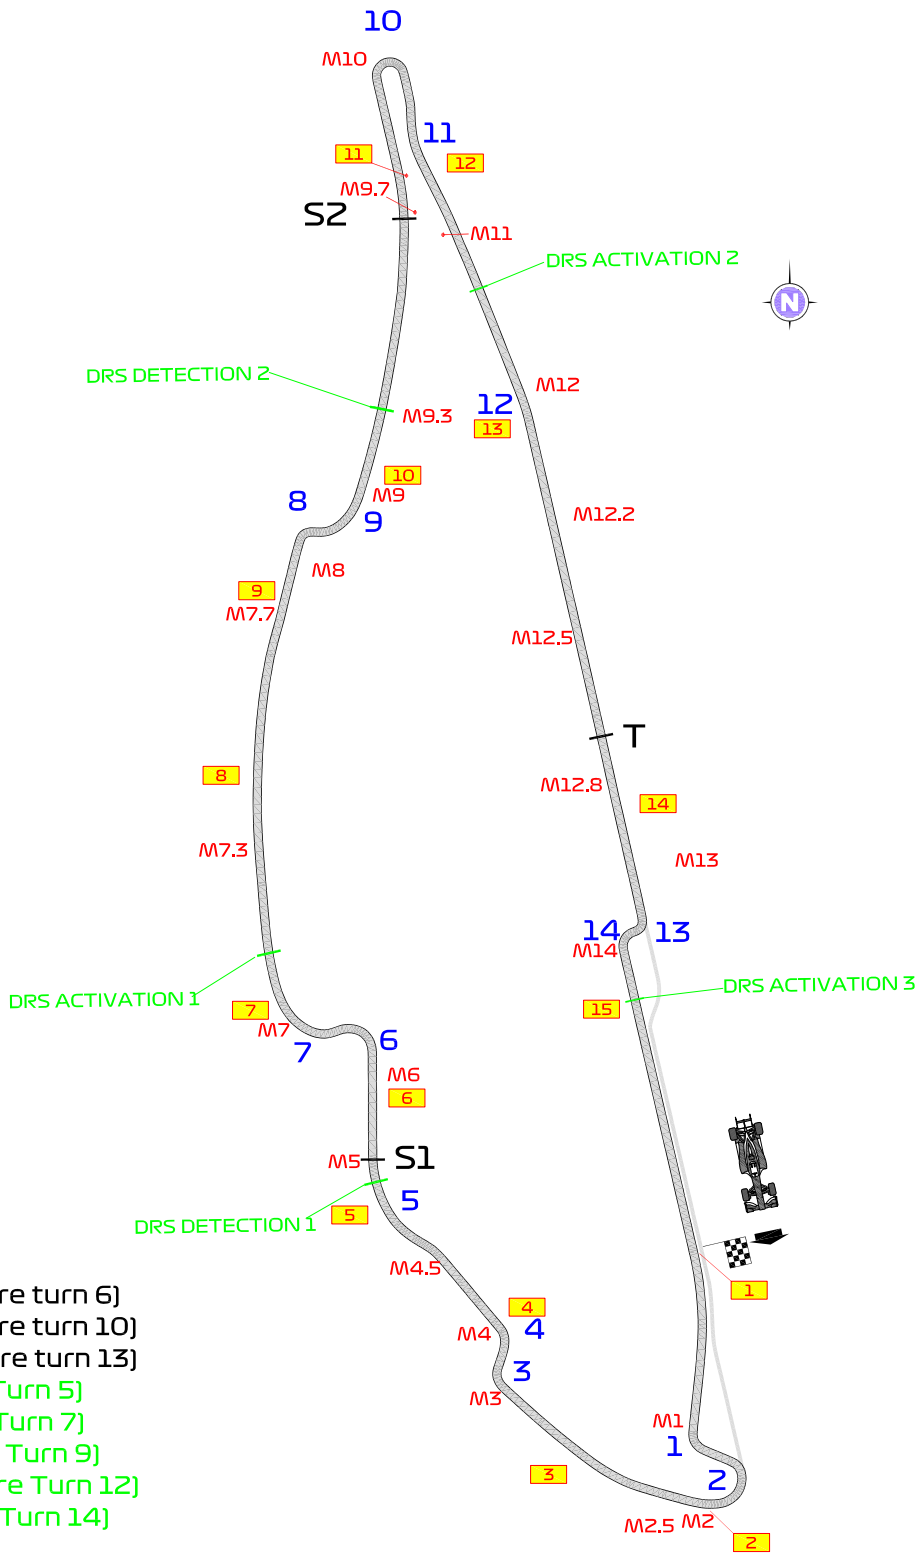 10
M10
11
11
12
M9.7
S2
M11
DRS ACTIVATION 2
N
DRS DETECTION 2
M12
12
M9.3
13
10
8
M9
9
M12.2
M8
9
M7.7
M12.5
T
8
M12.8
14
M7.3
M13
14
13
M14
DRS ACTIVATION 3
DRS ACTIVATION 1
7
15
M7
6
7
M6
6
M5
S1
5
5
DRS DETECTION 1
M4.5
1
re turn 6)
4
4
re turn 10)
M4
re turn 13)
3
Turn 5)
M3
Turn 7)
M1
1
Turn 9)
3
2
re Turn 12)
Turn 14)
M2.5
M2
2